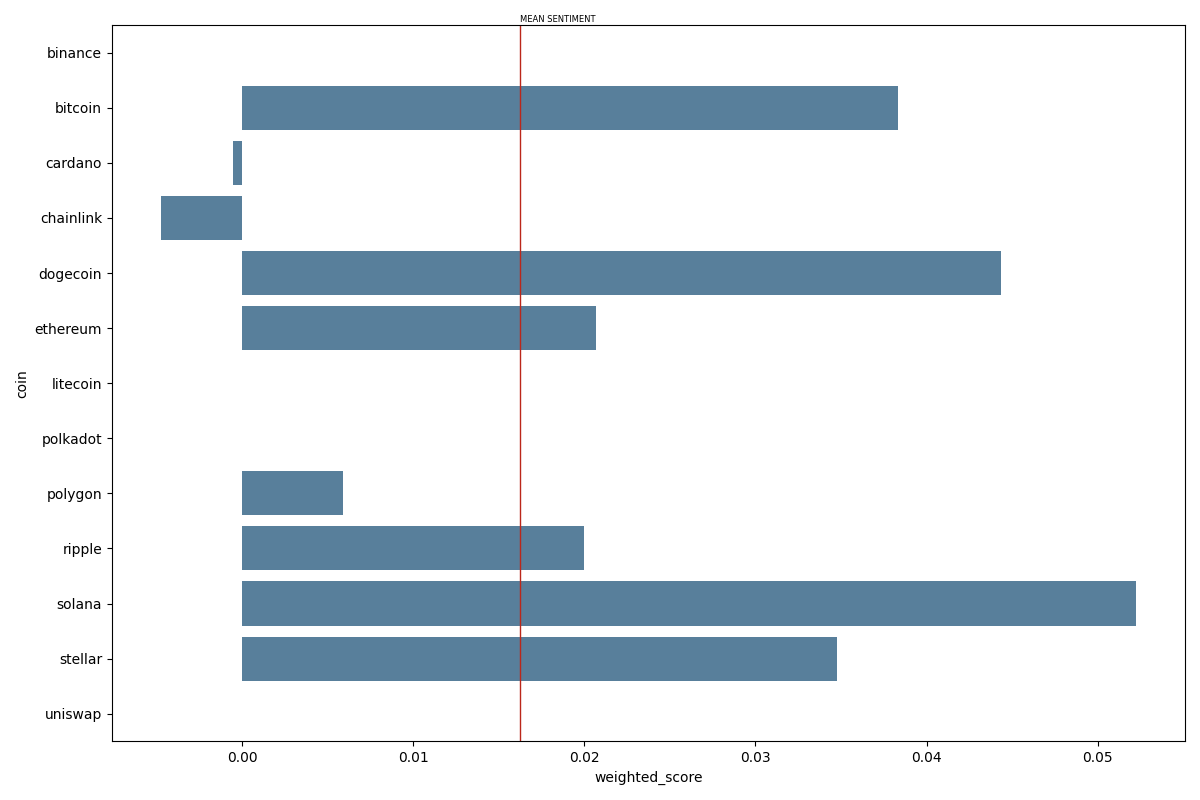 MEAN SENTIMENT
binance
bitcoin
cardano
chainlink
dogecoin
ethereum
litecoin
polkadot
polygon
ripple
solana
stellar
uniswap
coin
0.00 0.01 0.02 0.03 0.04 0.05
weighted_score